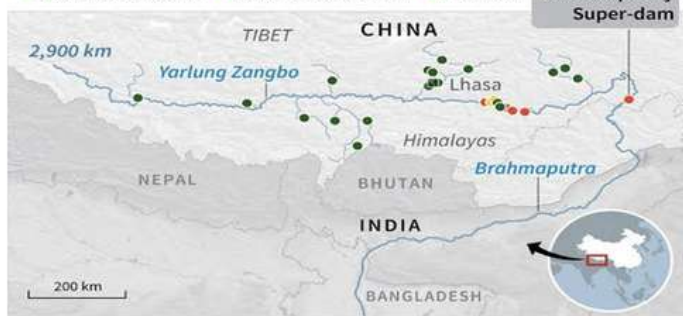 Super-dam
TIBET
CHINA
2,900 km
Yarlung Zangbo
Lhasa
Himalayas
Brahmaputra
NEPAL
BHUTAN
INDIA
200 km
BANGLADESH